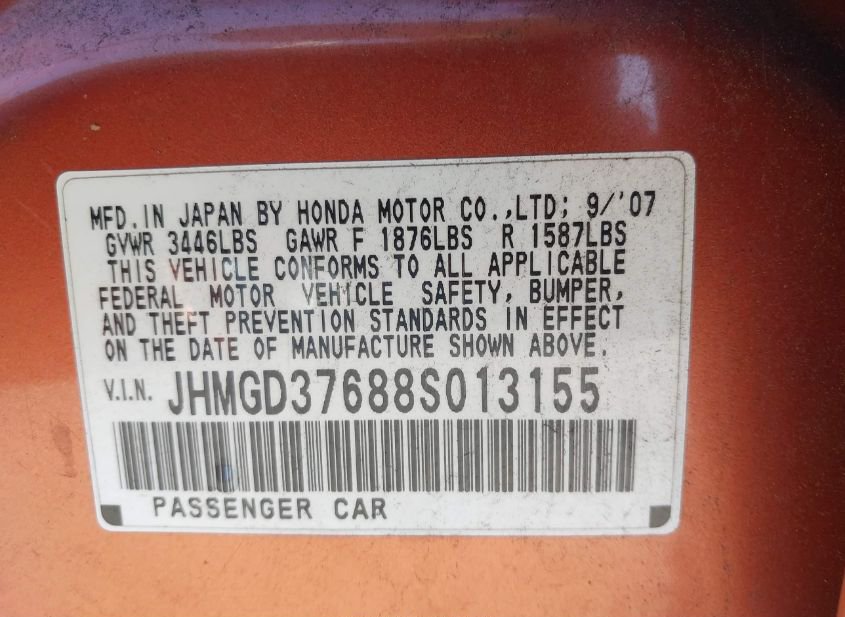 MFD.IN JAPAN BY HONDA MOTOR CO.,LTD; 9/'07
GVWR 3446LBS GAWR F 1876LBS R 1587LBS
THIS VEHICLE CONFORMS TO ALL APPLICABLE
FEDERAL MOTOR VEHICLE SAFETY, BUMPER,
AND THEFT PREVENTION STANDARDS IN EFFECT
ON THE DATE OF MANUFACTURE SHOWN ABOVE.
V.I.N. JHMGD37688S013155
PASSENGER CAR